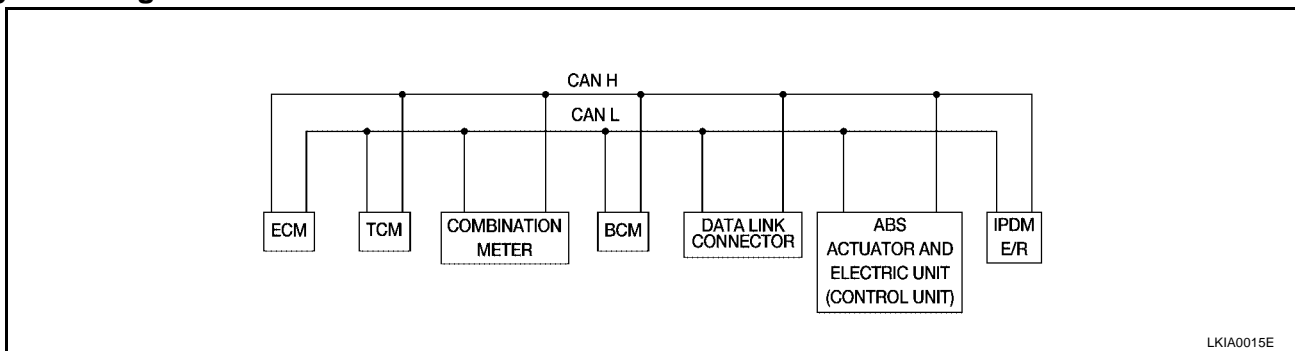 CAN H
CAN L
ECM
TCM
COMBINATION
METER
BCM
DATA LINK
CONNECTOR
ABS
ACTUATOR AND
ELECTRIC UNIT
(CONTROL UNIT)
IPDM
E/R
LKIA0015E